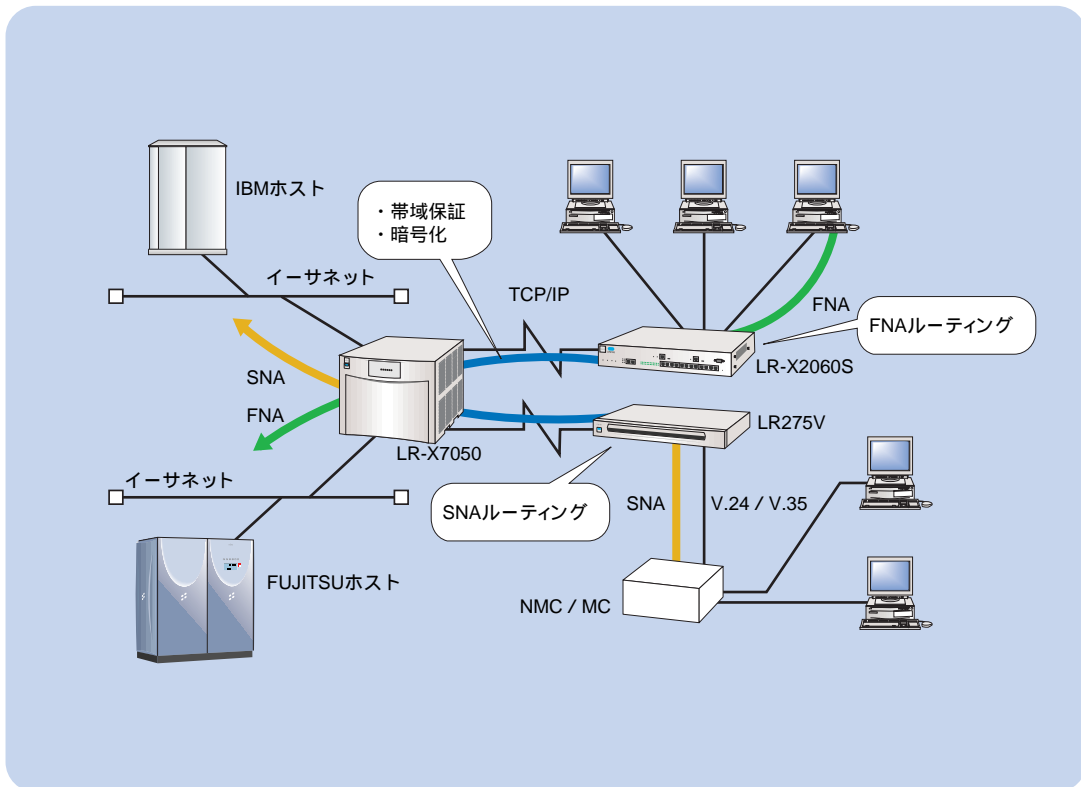 IBMホスト
・帯域保証
・暗号化
イーサネット
TCP/IP
FNA
FNAルーティング
LR-X2060S
SNA
FNA
LR-X7050
LR275V
イーサネット
SNAルーティング
SNA
V.24 / V.35
FUJITSUホスト
NMC / MC